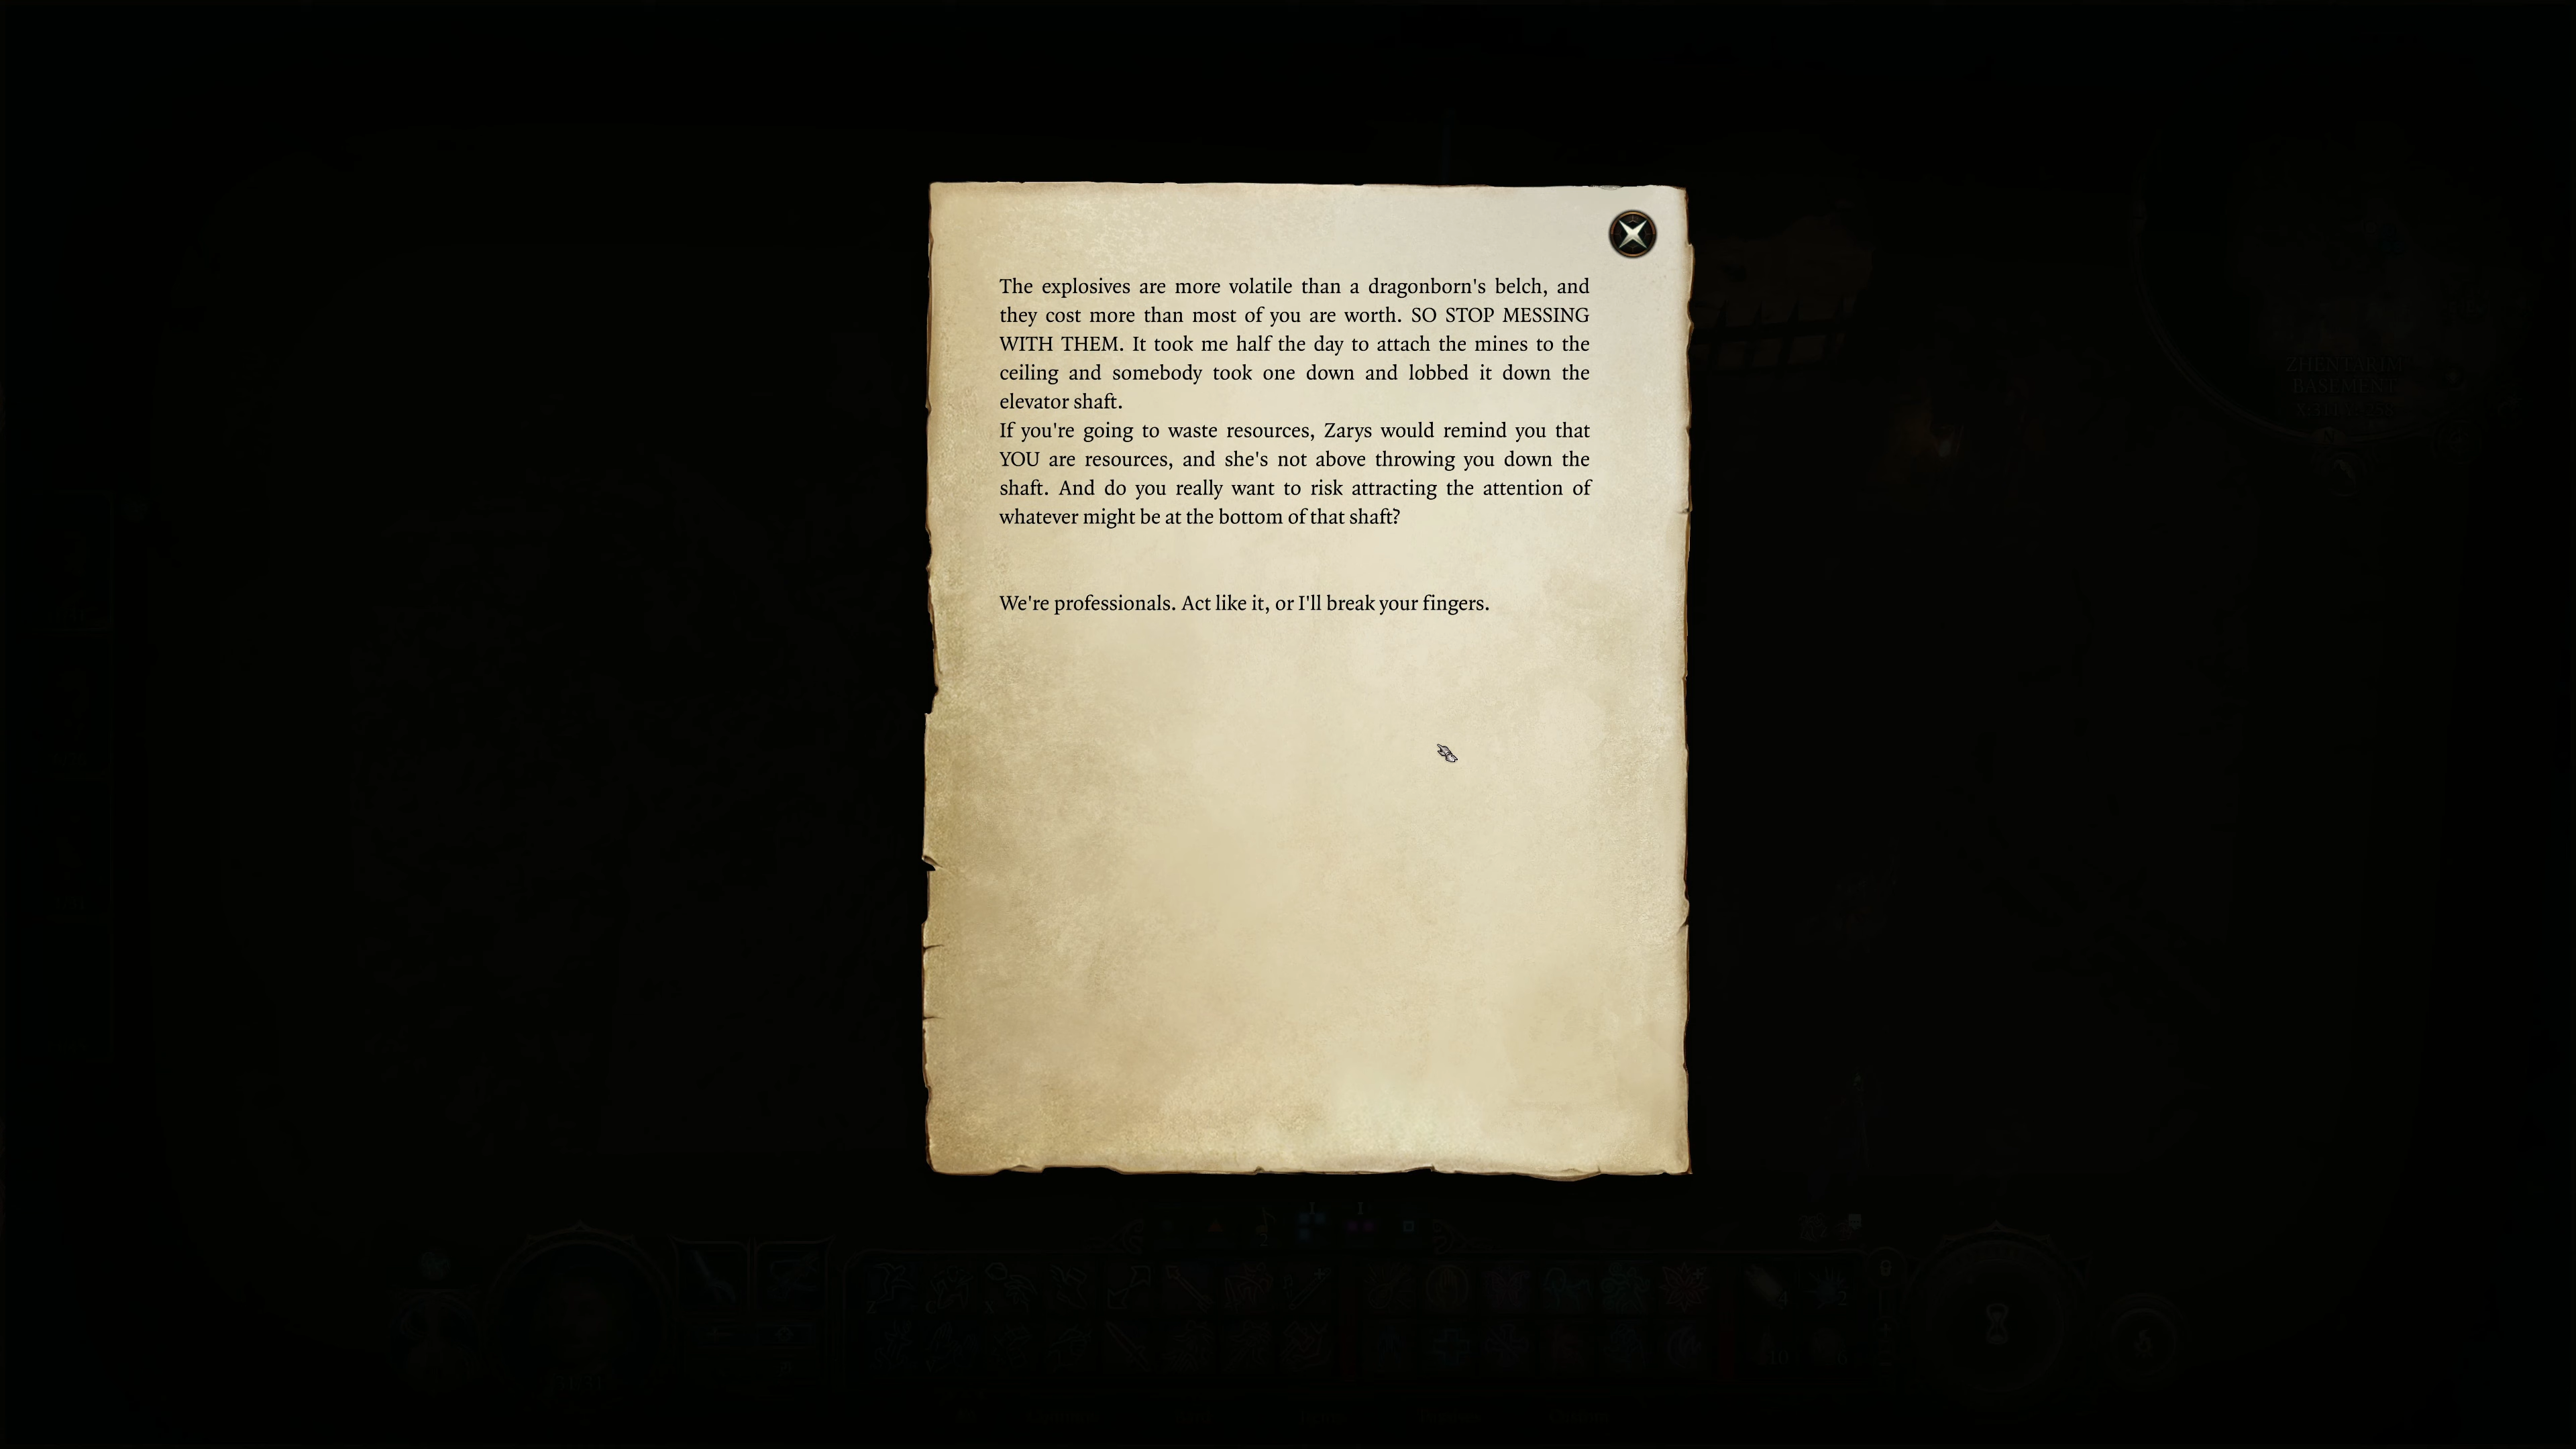 The explosives are more volatile than a dragonborn's belch, and
they cost more than most of you are worth. SO STOP MESSING
WITH THEM. It took me half the day to attach the mines to the
ceiling and somebody took one down and lobbed it down the
elevator shaft.
If you're going to waste resources, Zarys would remind you that
YOU are resources, and she's not above throwing you down the
shaft. And do you really want to risk attracting the attention of
whatever might be at the bottom of that shaft?
We're professionals. Act like it, or I'll break your fingers.
ZHENTARIM
BASEMENT